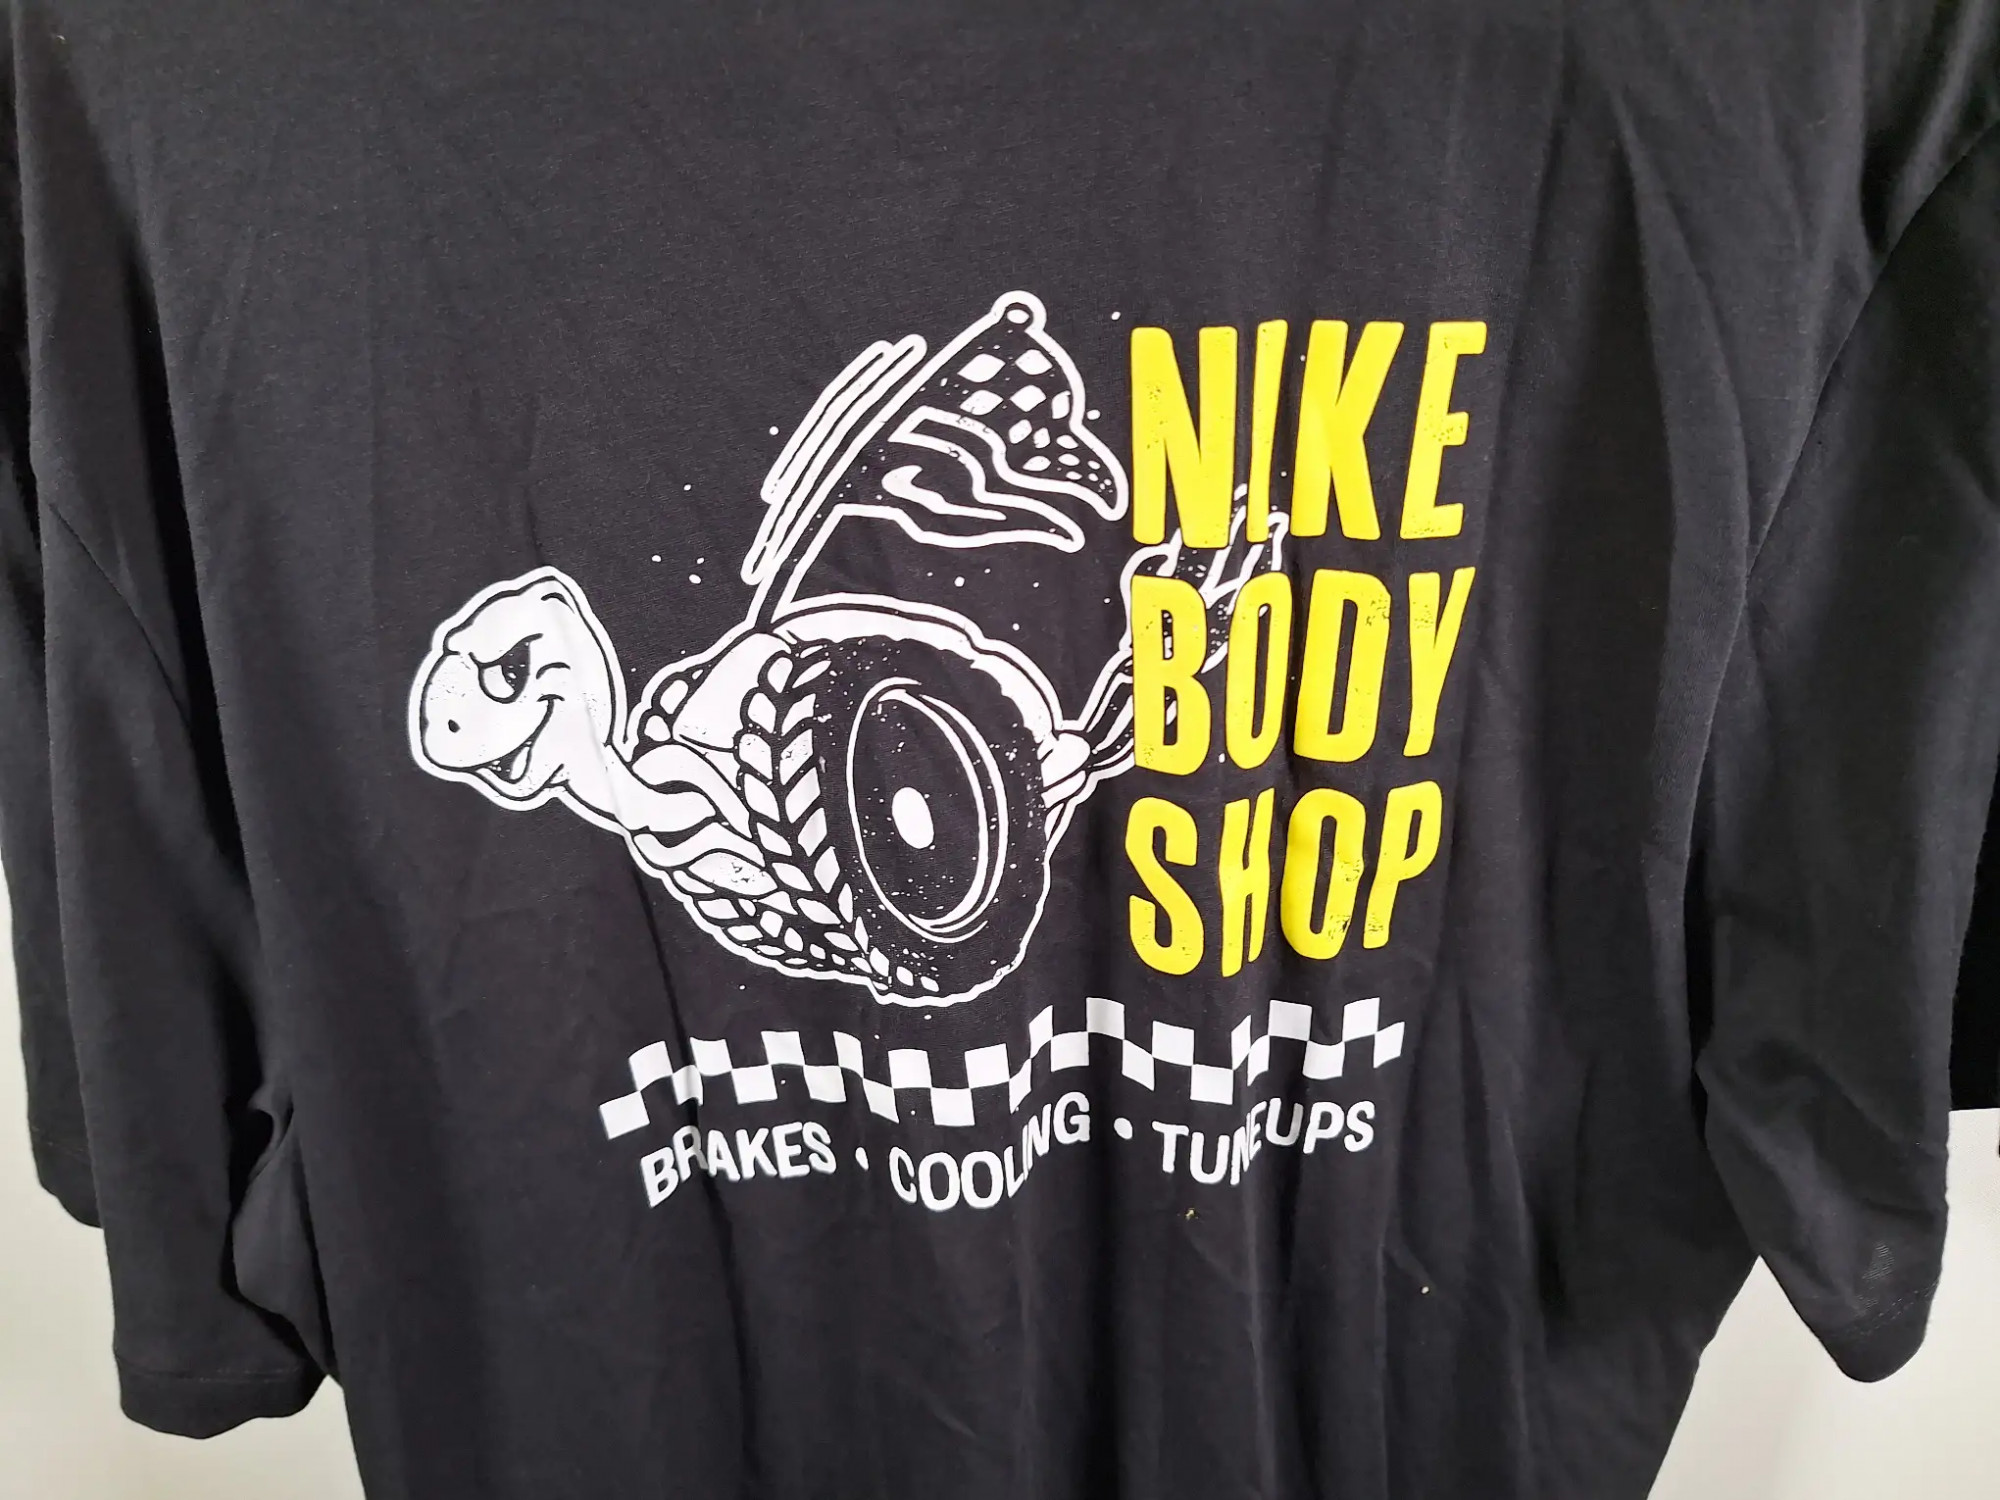 NIKE
BODY
SHOP
BRAKES • COOLING • TUNEUPS